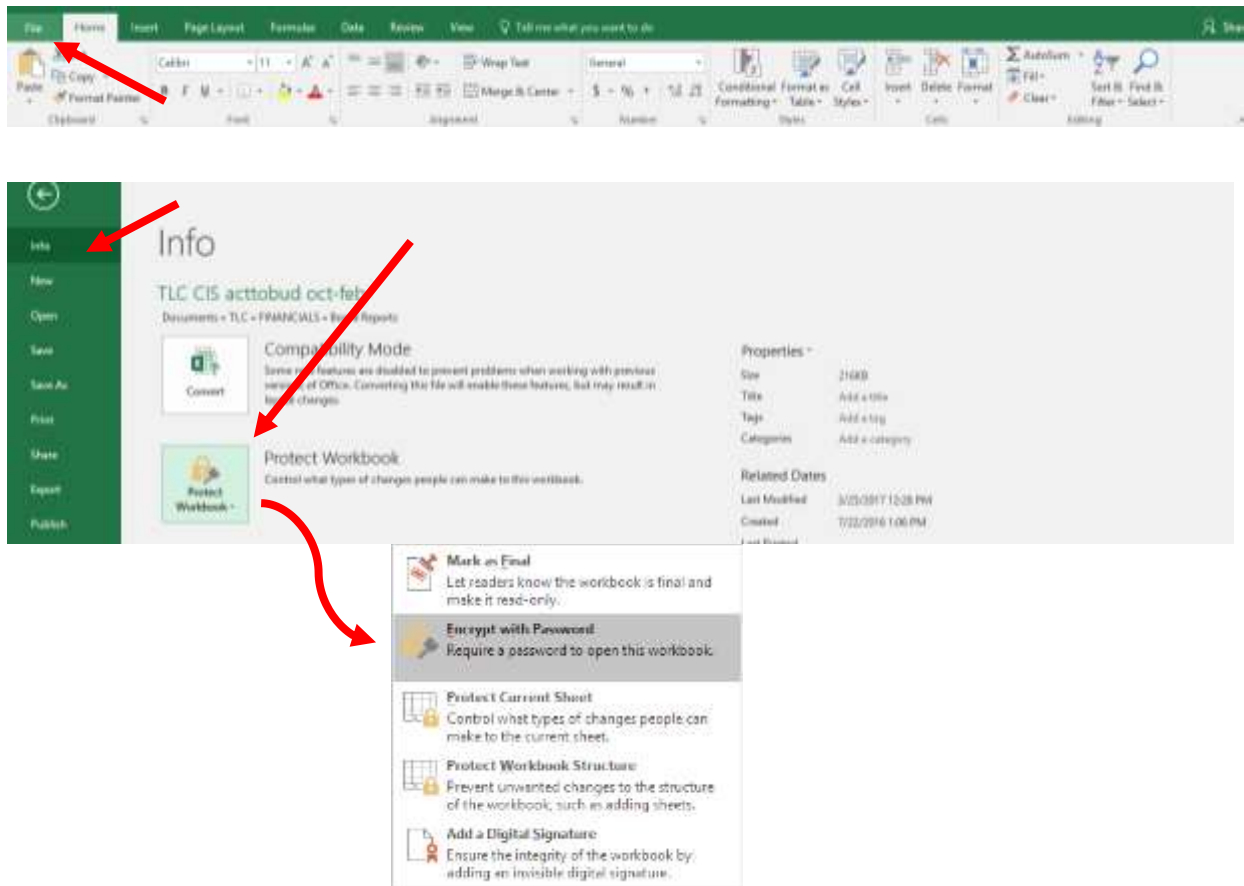 File Home Insert Page Layout Formulas Data Review View Tell me what you want to do Share
Calibri 11 Wrap Text General AutoSum
Copy Fill
Paste Format Painter B I U Merge & Center $ % Conditional Format as Cell Insert Delete Format Clear Sort & Find &
Formatting Table Styles Filter Select
Clipboard Font Alignment Number Styles Cells Editing
Info
Info
New
TLC CIS acttobud oct-feb
Open
Documents » TLC » FINANCIALS » Board Reports
Save
Compatibility Mode
Properties
Some new features are disabled to prevent problems when working with previous
Size 216KB
Save As
versions of Office. Converting this file will enable these features, but may result in
Convert
Title Add a title
layout changes.
Print
Tags Add a tag
Categories Add a category
Share
Protect Workbook
Related Dates
Control what types of changes people can make to this workbook.
Export
Protect
Last Modified 3/25/2017 12:28 PM
Workbook
Publish
Created 7/22/2016 1:06 PM
Last Printed
Mark as Final
Let readers know the workbook is final and
make it read-only.
Encrypt with Password
Require a password to open this workbook.
Protect Current Sheet
Control what types of changes people can
make to the current sheet.
Protect Workbook Structure
Prevent unwanted changes to the structure
of the workbook, such as adding sheets.
Add a Digital Signature
Ensure the integrity of the workbook by
adding an invisible digital signature.